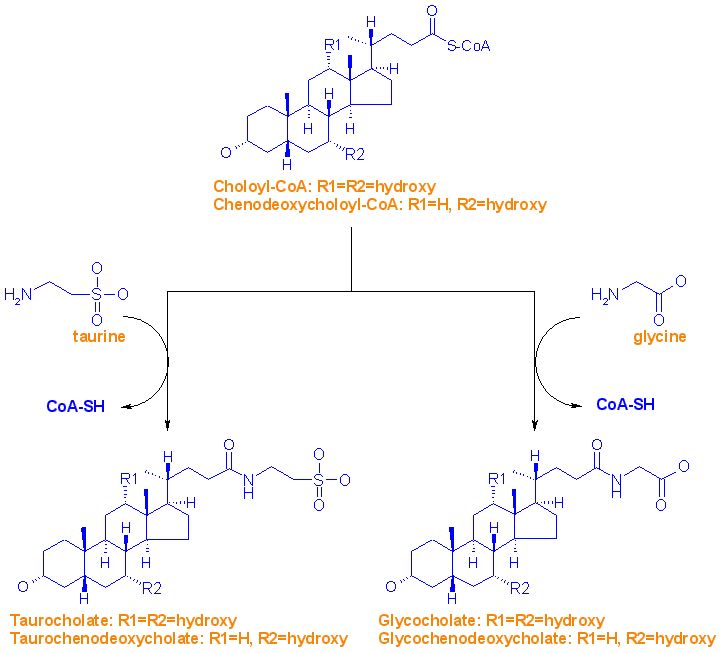 O
R1
H
S-CoA
H
H
H
H
O
H
R2
Choloyl-CoA: R1=R2=hydroxy
Chenodeoxycholoyl-CoA: R1=H, R2=hydroxy
O
H2N
S
O
O
taurine
O
H2N
O
glycine
CoA-SH
CoA-SH
O
R1
H
N
H
S
O
O
O
H
H
H
H
O
H
R2
O
R1
H
N
H
O
O
H
H
H
H
O
H
R2
Taurocholate: R1=R2=hydroxy
Taurochenodeoxycholate: R1=H, R2=hydroxy
Glycocholate: R1=R2=hydroxy
Glycochenodeoxycholate: R1=H, R2=hydroxy